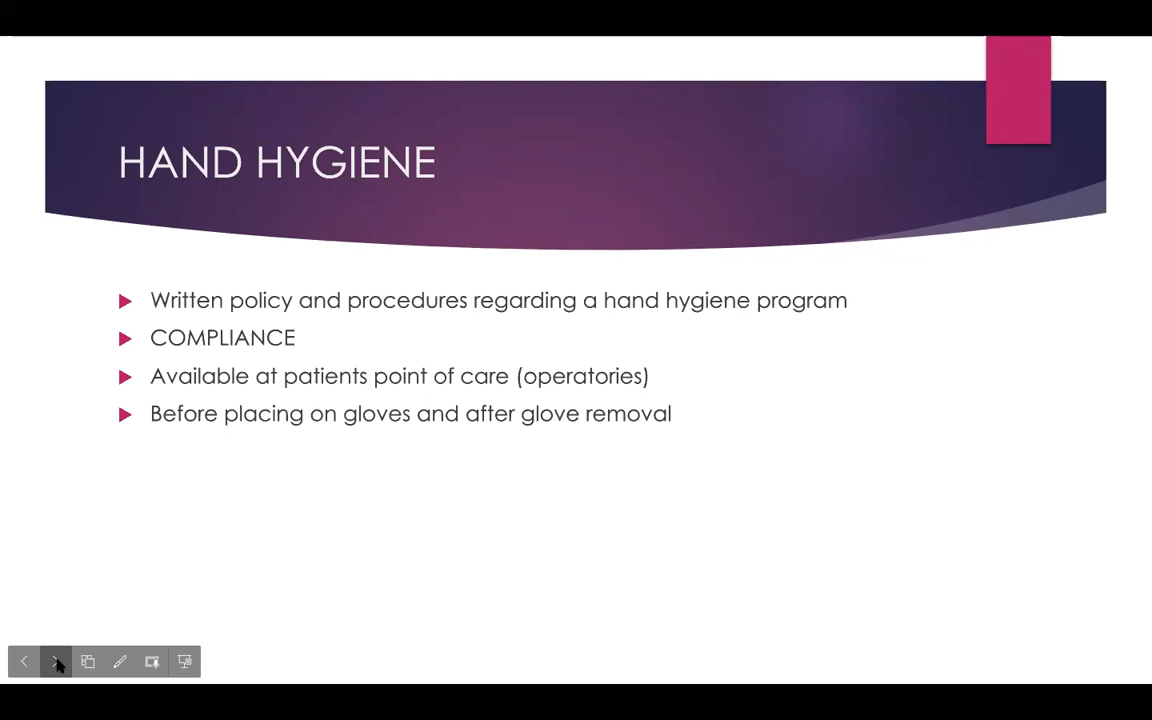 HAND HYGIENE
Written policy and procedures regarding a hand hygiene program
COMPLIANCE
Available at patients point of care (operatories)
Before placing on gloves and after glove removal